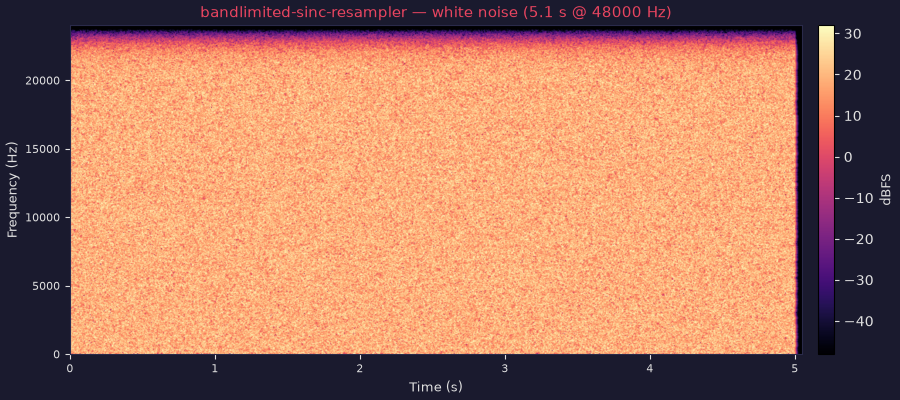 bandlimited-sinc-resampler — white noise (5.1 s @ 48000 Hz)
Frequency (Hz)
20000
15000
10000
5000
0
0 1 2 3 4 5
Time (s)
30
20
10
0
−10
−20
−30
−40
dBFS